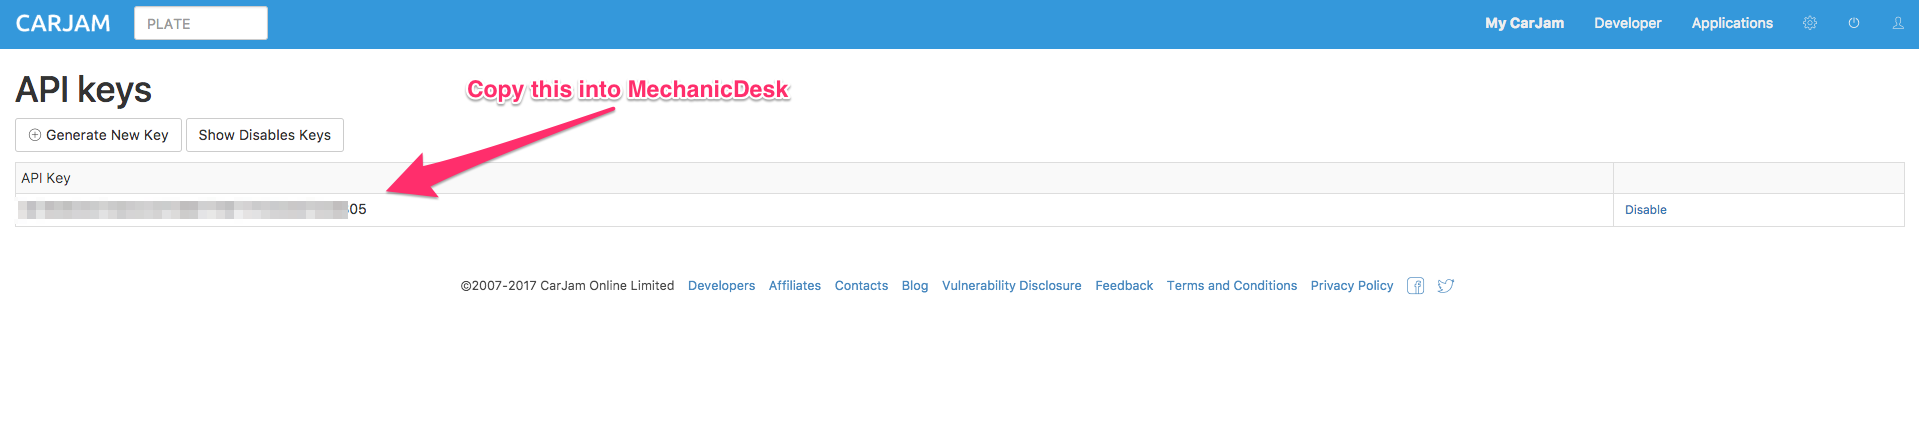 CARJAM PLATE My CarJam Developer Applications
API keys
Copy this into MechanicDesk
Generate New Key Show Disables Keys
API Key
05 Disable
©2007-2017 CarJam Online Limited Developers Affiliates Contacts Blog Vulnerability Disclosure Feedback Terms and Conditions Privacy Policy